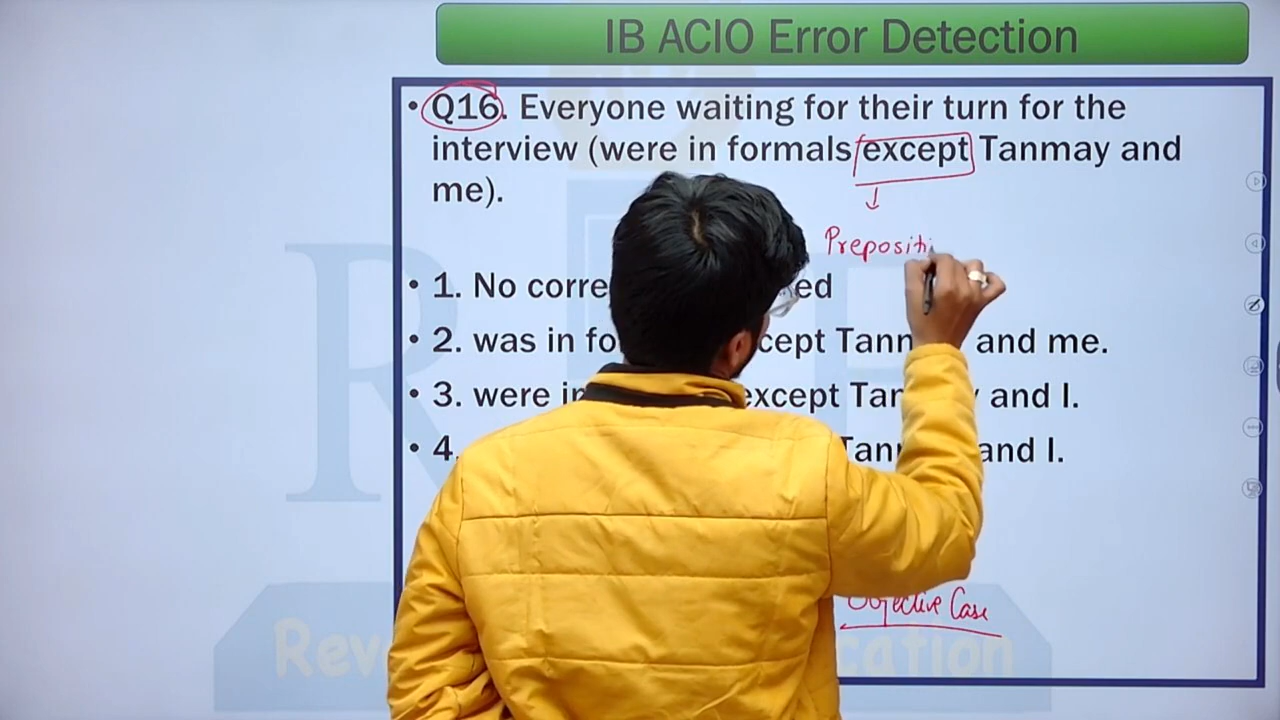 IB ACIO Error Detection
• Q16. Everyone waiting for their turn for the
interview (were in formals except Tanmay and
me).
Prepositi
• 1. No corre ed
• 2. was in fo cept Tann and me.
• 3. were in except Tan and I.
• 4. Tan and I.
Objective Case
Rev cation